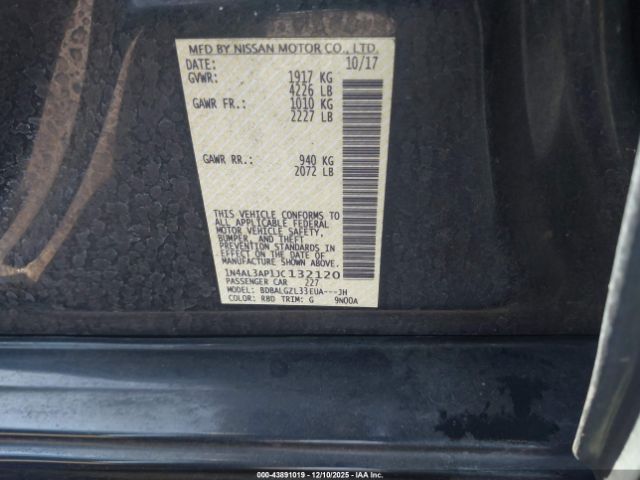 MFD BY NISSAN MOTOR CO., LTD.
DATE: 10/17
GVWR: 1917 KG
4226 LB
GAWR FR.: 1010 KG
2227 LB
GAWR RR.: 940 KG
2072 LB
THIS VEHICLE CONFORMS TO
ALL APPLICABLE FEDERAL
MOTOR VEHICLE SAFETY,
BUMPER, AND THEFT
PREVENTION STANDARDS
IN EFFECT ON THE DATE OF
MANUFACTURE SHOWN ABOVE.
1N4AL3AP1JC132120
PASSENGER CAR 227
MODEL: BDBALGZL33EUA---JH
COLOR: RBD TRIM: G 9N00A
000-43891019 - 12/10/2025 - IAAI.COM